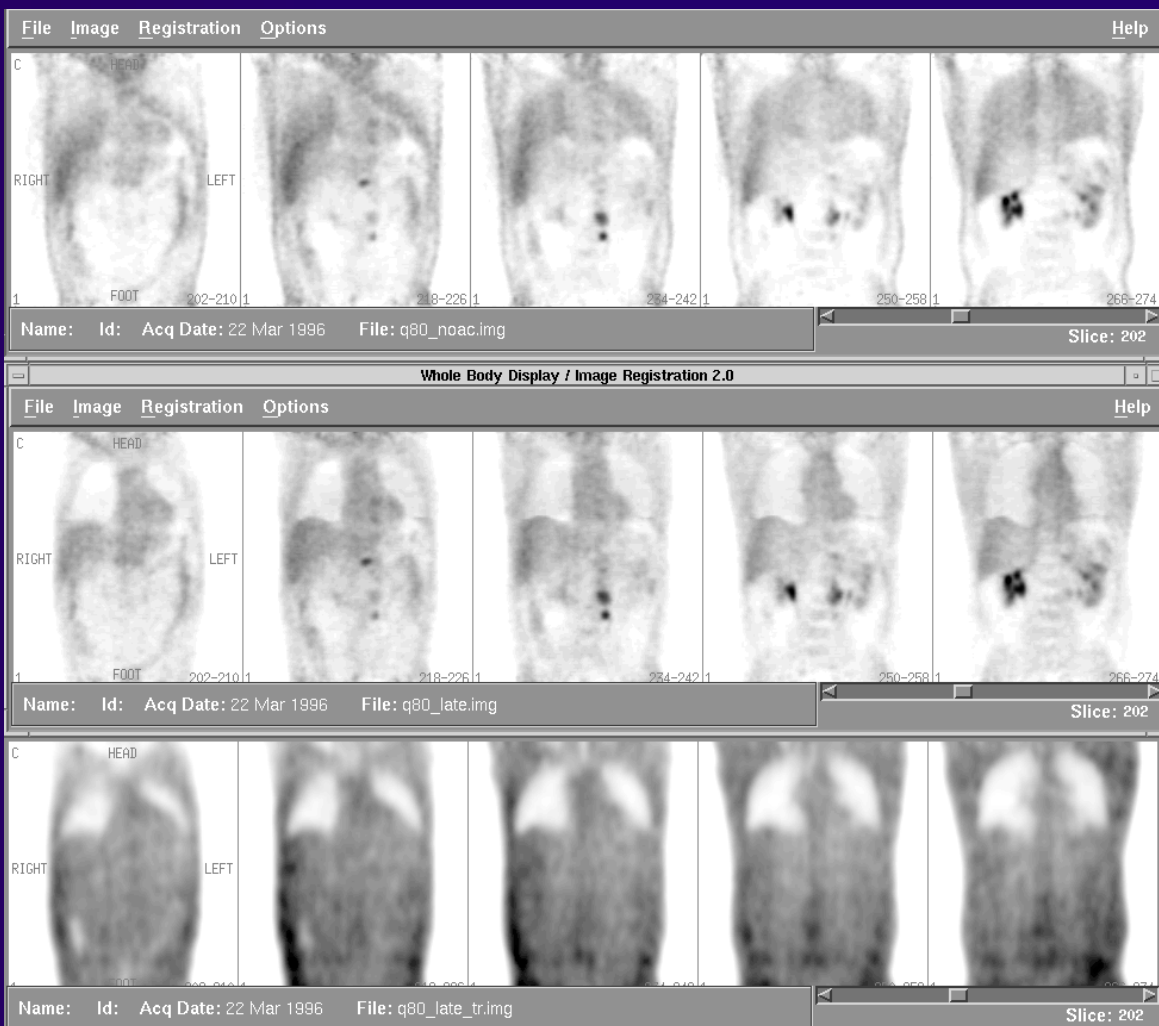 File Image Registration Options Help
C HEAD
RIGHT LEFT
1 FOOT 202-210 1 218-226 1 234-242 1 250-258 1 266-274
Name: Id: Acq Date: 22 Mar 1996 File: q80_noac.img
Slice: 202
Whole Body Display / Image Registration 2.0
File Image Registration Options Help
C HEAD
RIGHT LEFT
1 FOOT 202-210 1 218-226 1 234-242 1 250-258 1 266-274
Name: Id: Acq Date: 22 Mar 1996 File: q80_late.img
Slice: 202
C HEAD
RIGHT LEFT
Name: Id: Acq Date: 22 Mar 1996 File: q80_late_tr.img
Slice: 202